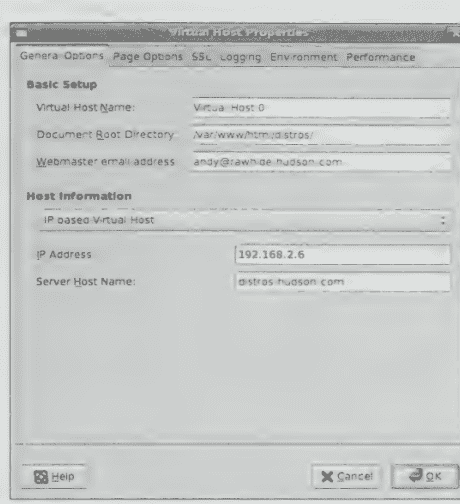 Virtual Host Properties
General Options Page Options SSL Logging Environment Performance
Basic Setup
Virtual Host Name: Virtual Host 0
Document Root Directory: /var/www/html/distros/
Webmaster email address: andy@rawhide.hudson.com
Host Information
IP based Virtual Host
IP Address: 192.168.2.6
Server Host Name: distros.hudson.com
Help Cancel OK